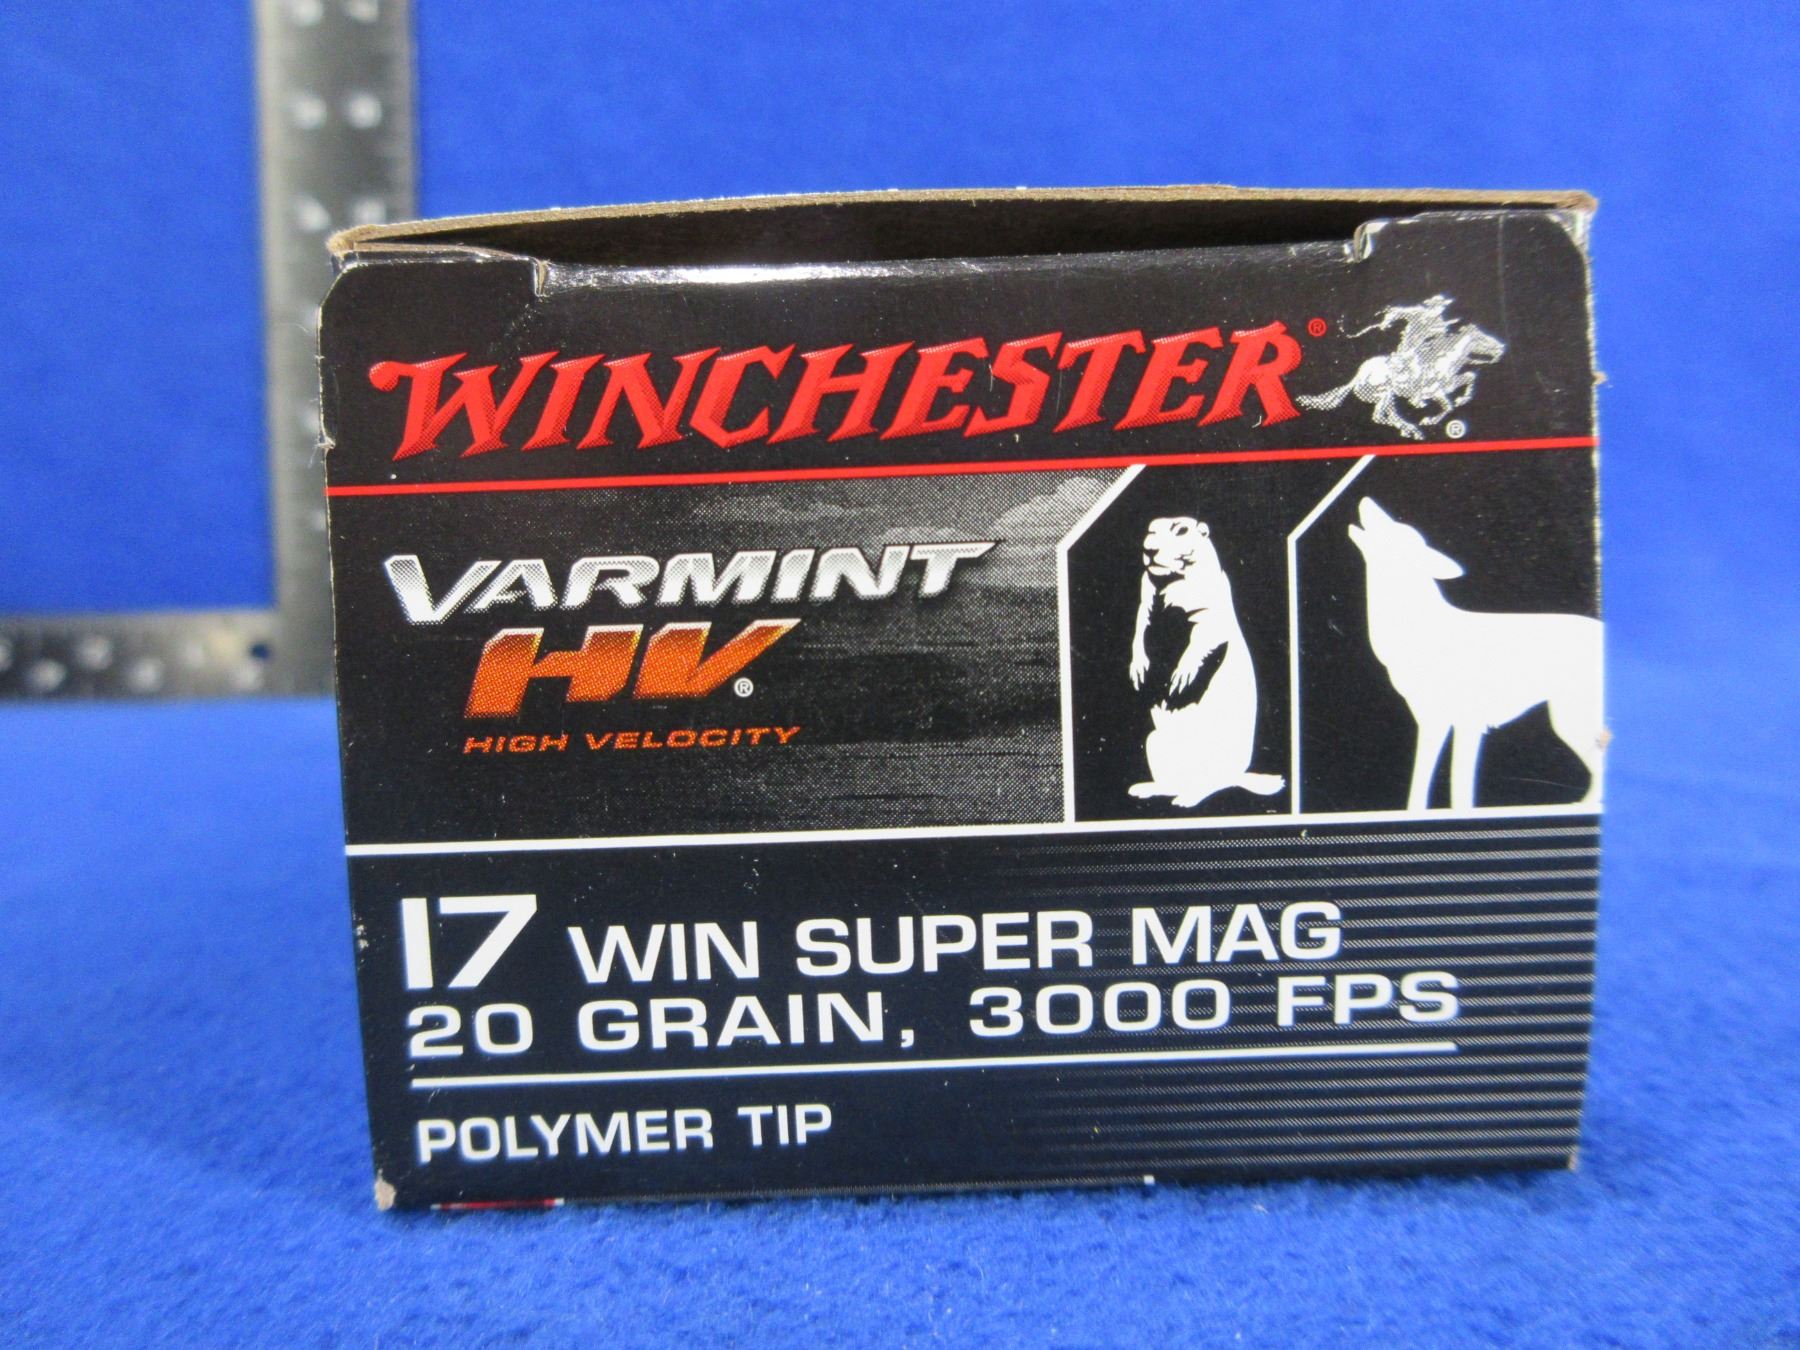 WINCHESTER®
®
VARMINT
HV®
HIGH VELOCITY
17 WIN SUPER MAG
20 GRAIN, 3000 FPS
POLYMER TIP